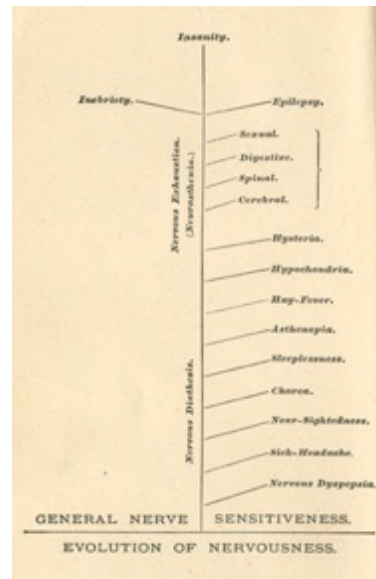 Insanity.
Inebriety.
Epilepsy.
Sexual.
Digestive.
Spinal.
Cerebral.
Nervous Exhaustion.
(Neurasthenia.)
Hysteria.
Hypochondria.
Hay-Fever.
Asthenopia.
Sleeplessness.
Chorea.
Near-Sightedness.
Sick-Headache.
Nervous Dyspepsia.
Nervous Diathesis.
GENERAL NERVE SENSITIVENESS.
EVOLUTION OF NERVOUSNESS.